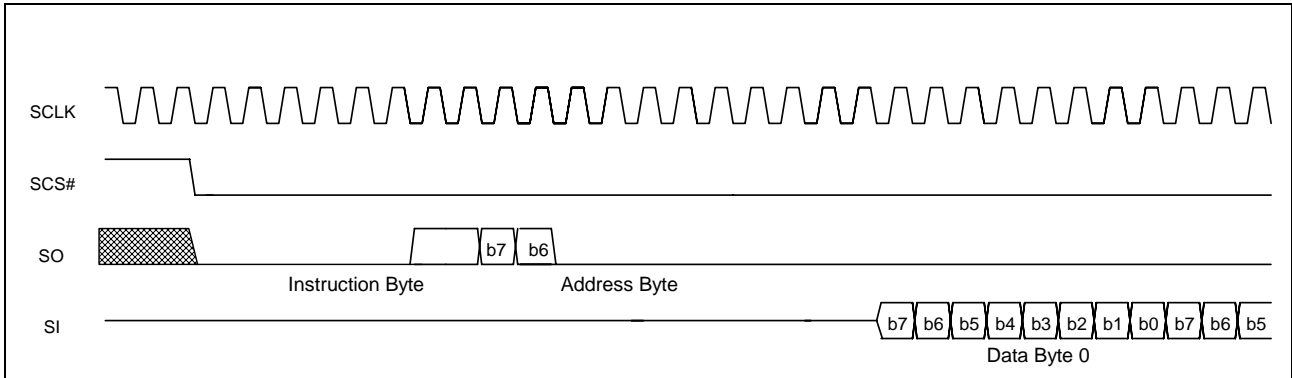 SCLK
SCS#
SO b7 b6
Instruction Byte Address Byte
SI b7 b6 b5 b4 b3 b2 b1 b0 b7 b6 b5
Data Byte 0